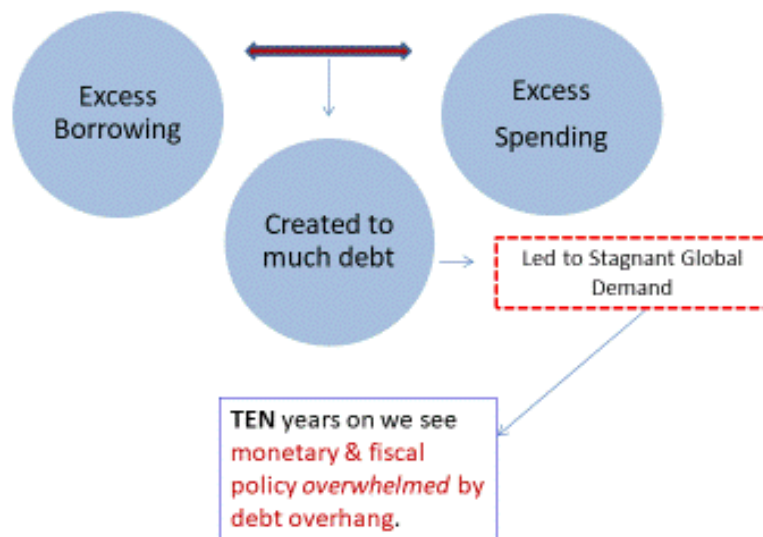 Excess
Borrowing
Excess
Spending
Created to
much debt
Led to Stagnant Global
Demand
TEN years on we see
monetary & fiscal
policy overwhelmed by
debt overhang.